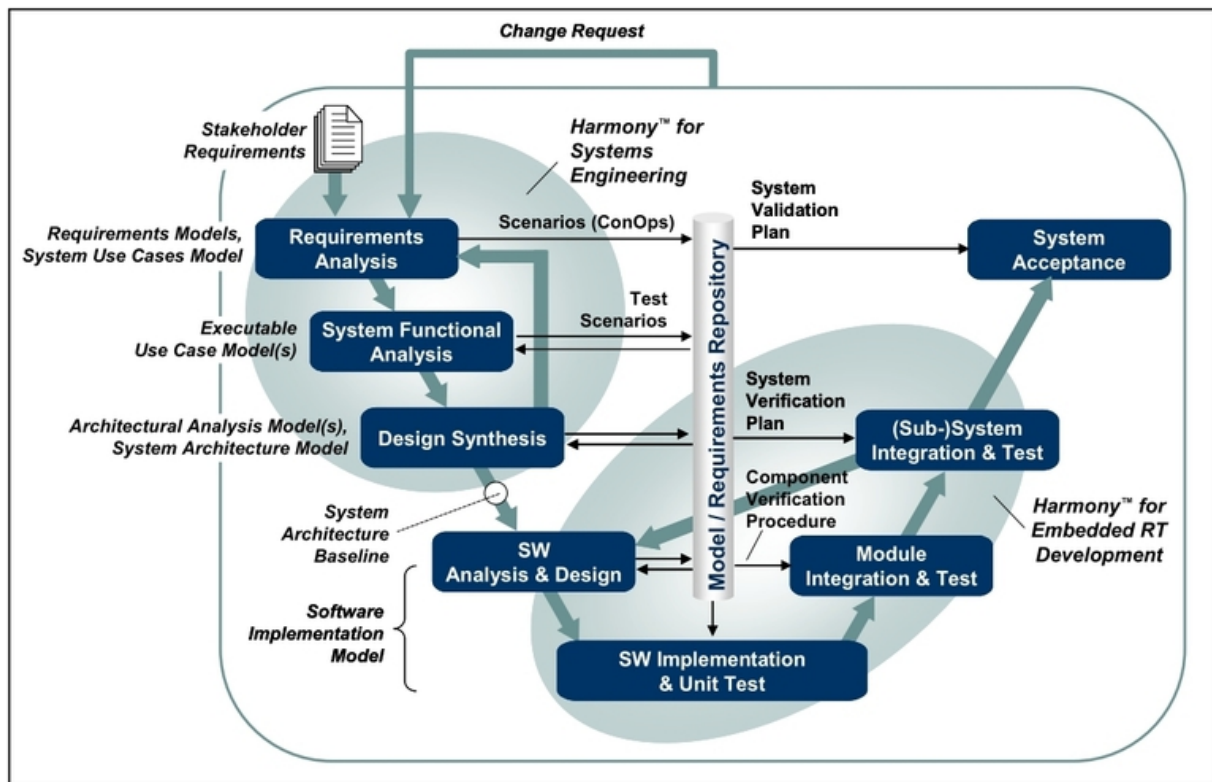 Change Request
Stakeholder
Requirements
Harmony™ for
Systems
Engineering
Requirements Models,
System Use Cases Model
Requirements
Analysis
Scenarios (ConOps)
System
Validation
Plan
System
Acceptance
Executable
Use Case Model(s)
System Functional
Analysis
Test
Scenarios
Model / Requirements Repository
Architectural Analysis Model(s),
System Architecture Model
Design Synthesis
System
Verification
Plan
(Sub-)System
Integration & Test
System
Architecture
Baseline
Component
Verification
Procedure
Harmony™ for
Embedded RT
Development
SW
Analysis & Design
Module
Integration & Test
Software
Implementation
Model
SW Implementation
& Unit Test